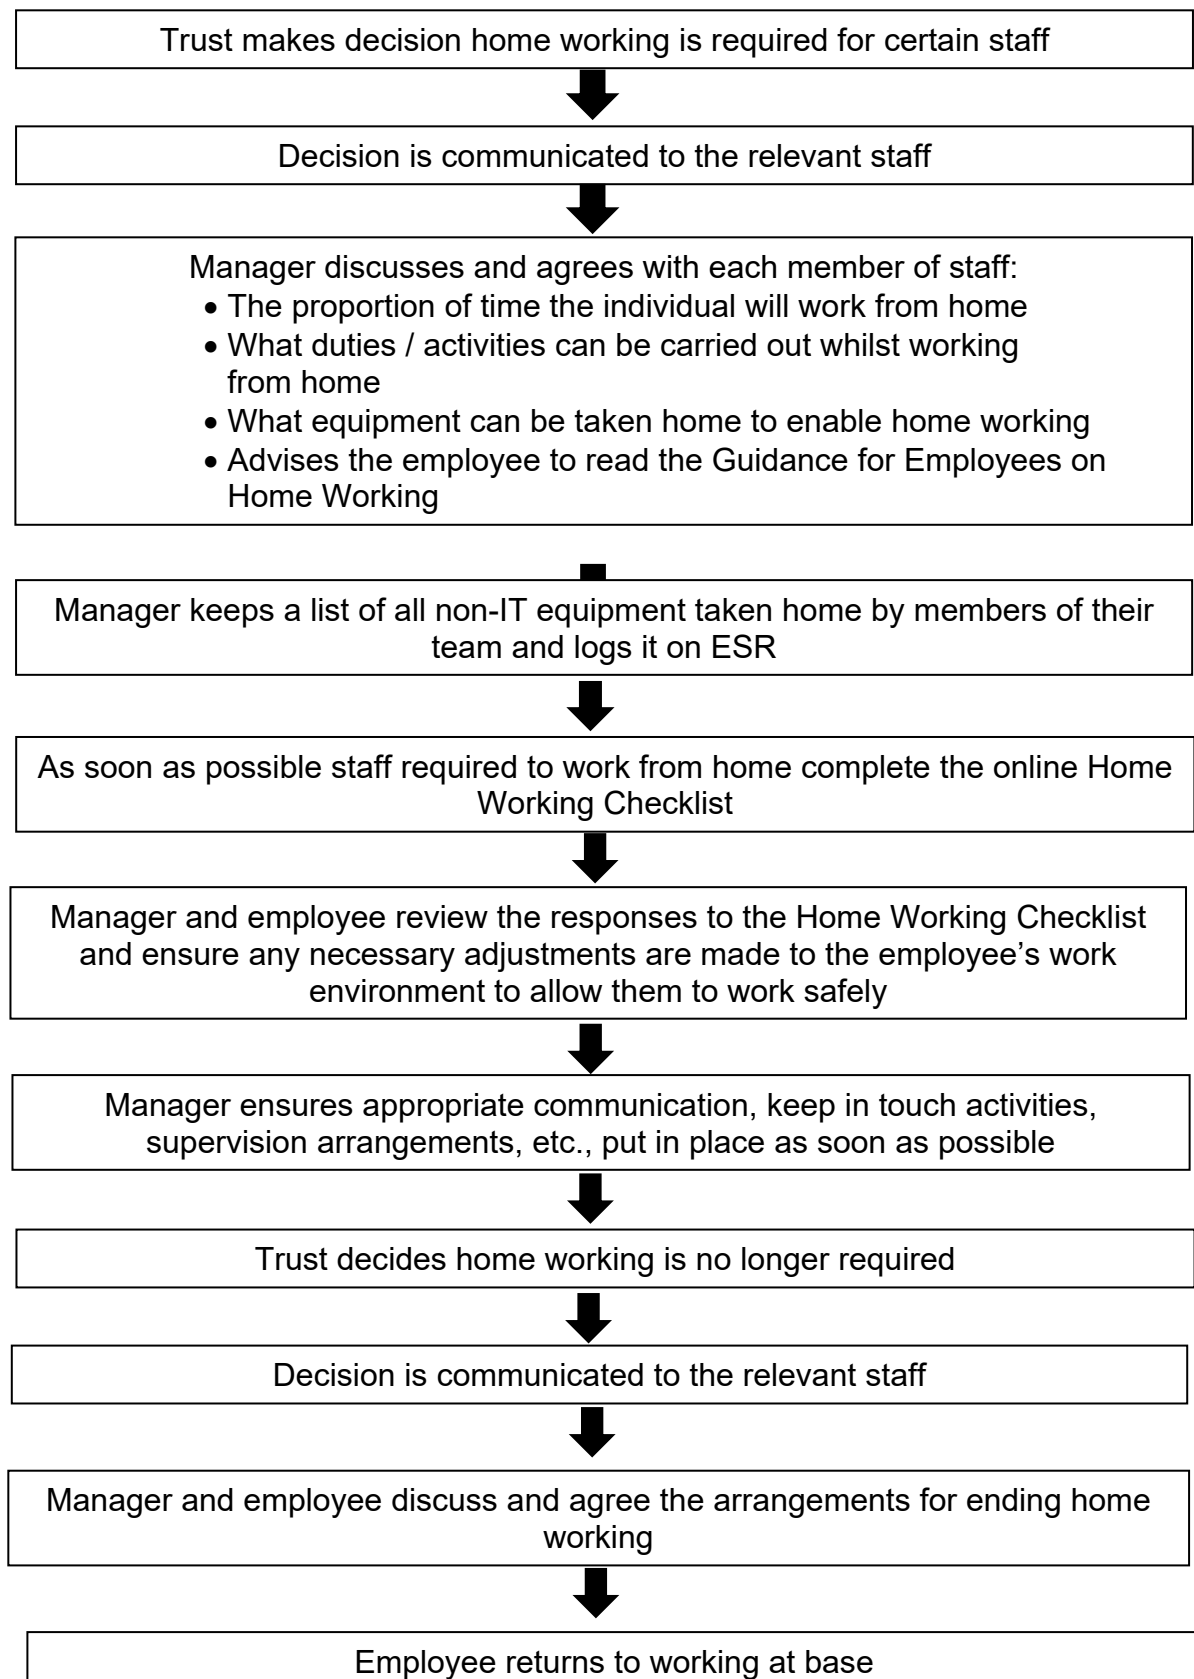 Trust makes decision home working is required for certain staff
Decision is communicated to the relevant staff
Manager discusses and agrees with each member of staff:
• The proportion of time the individual will work from home
• What duties / activities can be carried out whilst working
from home
• What equipment can be taken home to enable home working
• Advises the employee to read the Guidance for Employees on
Home Working
Manager keeps a list of all non-IT equipment taken home by members of their
team and logs it on ESR
As soon as possible staff required to work from home complete the online Home
Working Checklist
Manager and employee review the responses to the Home Working Checklist
and ensure any necessary adjustments are made to the employee’s work
environment to allow them to work safely
Manager ensures appropriate communication, keep in touch activities,
supervision arrangements, etc., put in place as soon as possible
Trust decides home working is no longer required
Decision is communicated to the relevant staff
Manager and employee discuss and agree the arrangements for ending home
working
Employee returns to working at base